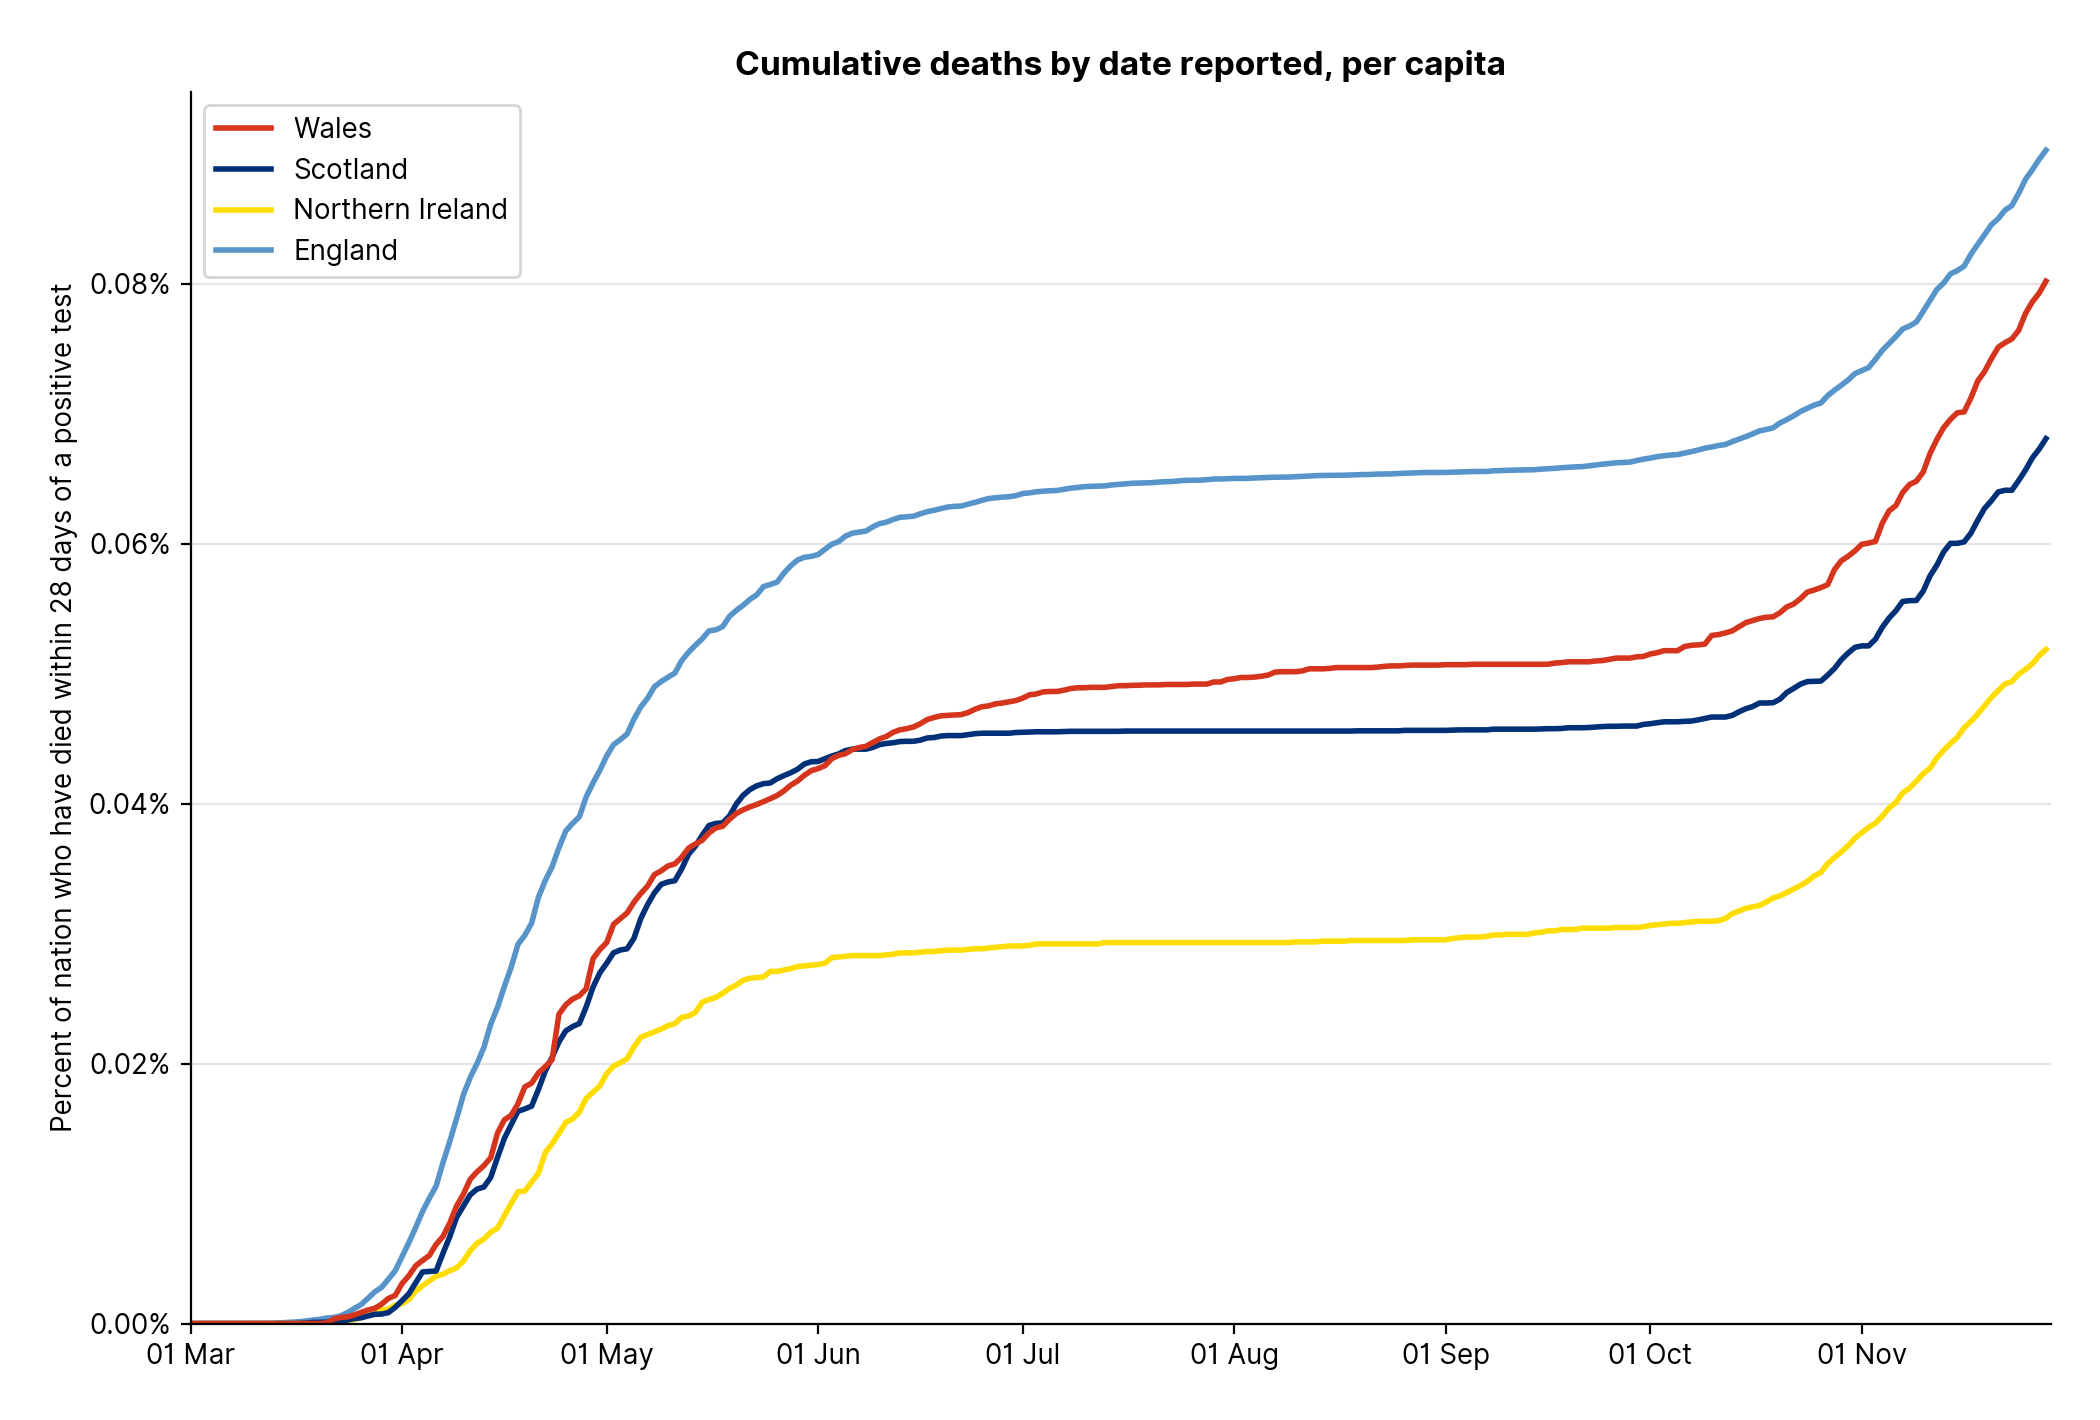 Cumulative deaths by date reported, per capita
Wales
Scotland
Northern Ireland
England
Percent of nation who have died within 28 days of a positive test
0.08%
0.06%
0.04%
0.02%
0.00%
01 Mar 01 Apr 01 May 01 Jun 01 Jul 01 Aug 01 Sep 01 Oct 01 Nov